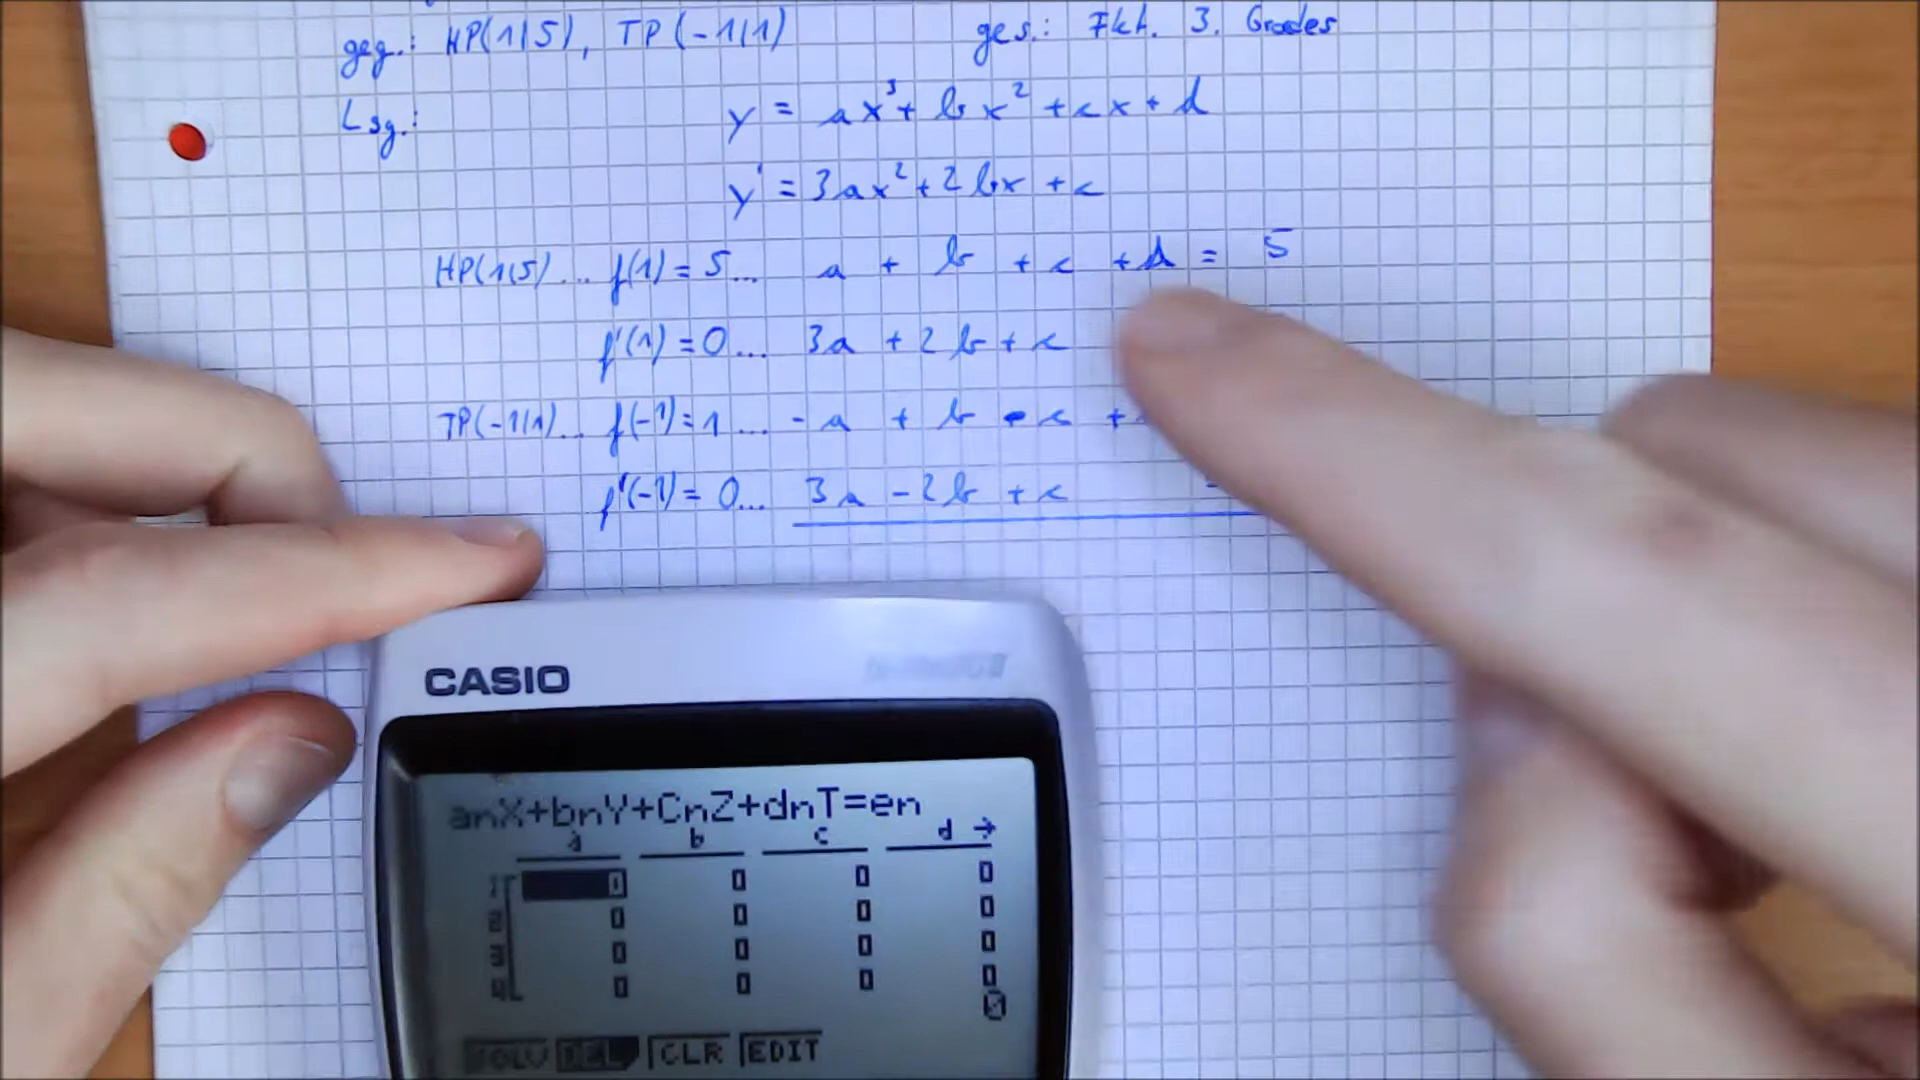 geg.: HP(1|5), TP(-1|1) ges.: Fkt. 3. Grades
Lsg.: y = ax³ + bx² + cx + d
y' = 3ax² + 2bx + c
HP(1|5)... f(1) = 5... a + b + c + d = 5
f'(1) = 0... 3a + 2b + c
TP(-1|1)... f(-1) = 1... - a + b - c +
f'(-1) = 0... 3a - 2b + c
CASIO
anX+bnY+CnZ+dnT=en
a b c d →
1 0 0 0 0
2 0 0 0 0
3 0 0 0 0
4 0 0 0 0
0
SOLV DEL CLR EDIT